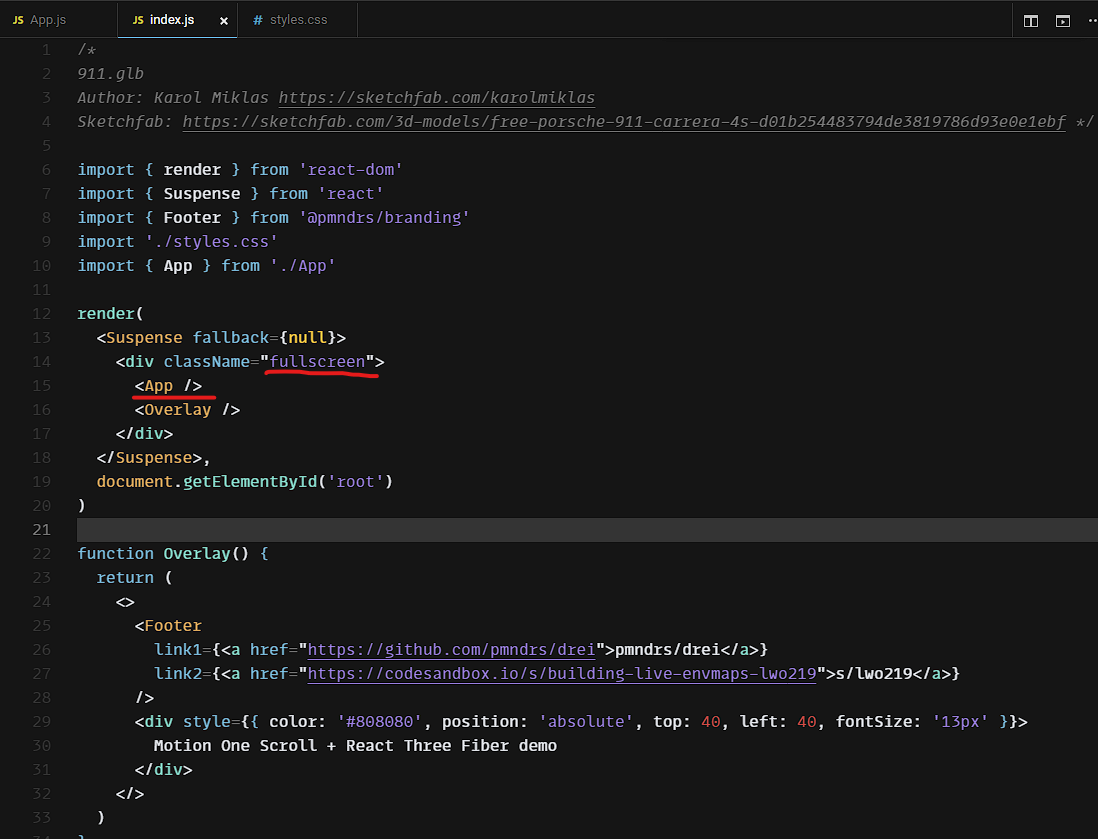 JS App.js
JS index.js ×
# styles.css
1 /*
2 911.glb
3 Author: Karol Miklas https://sketchfab.com/karolmiklas
4 Sketchfab: https://sketchfab.com/3d-models/free-porsche-911-carrera-4s-d01b254483794de3819786d93e0e1ebf */
5
6 import { render } from 'react-dom'
7 import { Suspense } from 'react'
8 import { Footer } from '@pmndrs/branding'
9 import './styles.css'
10 import { App } from './App'
11
12 render(
13   <Suspense fallback={null}>
14     <div className="fullscreen">
15       <App />
16       <Overlay />
17     </div>
18   </Suspense>,
19   document.getElementById('root')
20 )
21
22 function Overlay() {
23   return (
24     <>
25       <Footer
26         link1={<a href="https://github.com/pmndrs/drei">pmndrs/drei</a>}
27         link2={<a href="https://codesandbox.io/s/building-live-envmaps-lwo219">s/lwo219</a>}
28       />
29       <div style={{ color: '#808080', position: 'absolute', top: 40, left: 40, fontSize: '13px' }}>
30         Motion One Scroll + React Three Fiber demo
31       </div>
32     </>
33   )
34 }